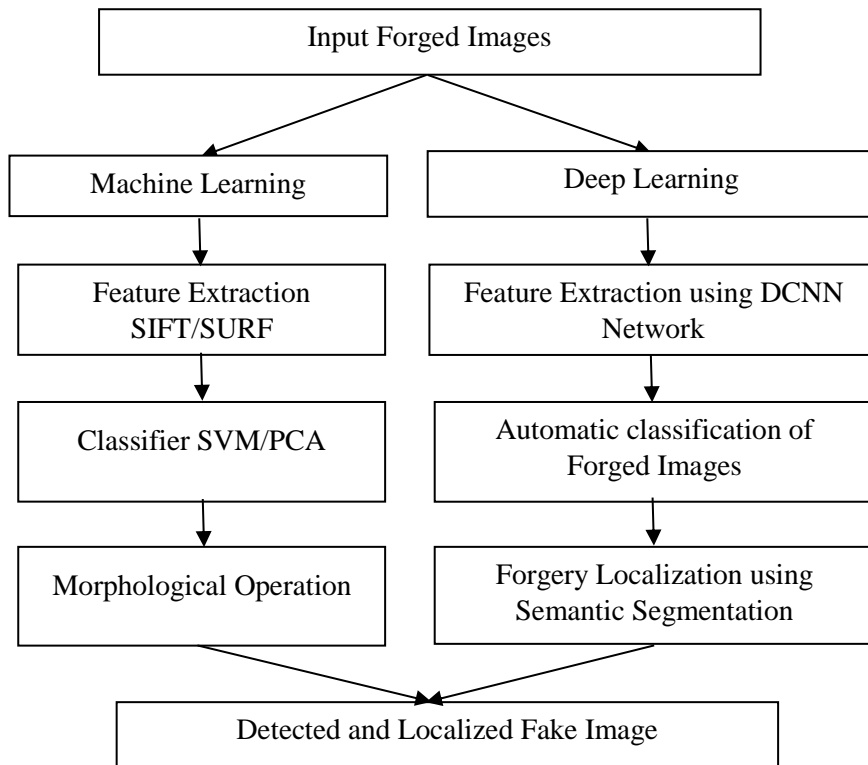 Input Forged Images
Machine Learning
Deep Learning
Feature Extraction
SIFT/SURF
Feature Extraction using DCNN
Network
Classifier SVM/PCA
Automatic classification of
Forged Images
Morphological Operation
Forgery Localization using
Semantic Segmentation
Detected and Localized Fake Image